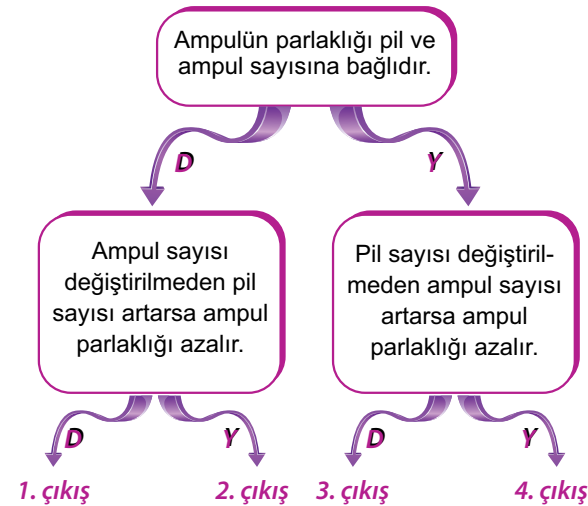 Ampulün parlaklığı pil ve
ampul sayısına bağlıdır.
D
Y
Ampul sayısı
değiştirilmeden pil
sayısı artarsa ampul
parlaklığı azalır.
Pil sayısı değiştiril-
meden ampul sayısı
artarsa ampul
parlaklığı azalır.
D
Y
D
Y
1. çıkış
2. çıkış
3. çıkış
4. çıkış